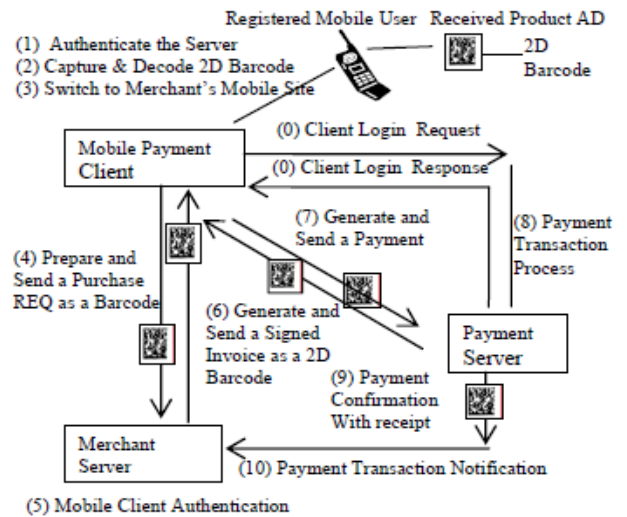 Registered Mobile User
Received Product AD
(1) Authenticate the Server
(2) Capture & Decode 2D Barcode
(3) Switch to Merchant's Mobile Site
2D
Barcode
(0) Client Login Request
Mobile Payment
Client
(0) Client Login Response
(7) Generate and
Send a Payment
(8) Payment
Transaction
Process
(4) Prepare and
Send a Purchase
REQ as a Barcode
(6) Generate and
Send a Signed
Invoice as a 2D
Barcode
Payment
Server
(9) Payment
Confirmation
With receipt
Merchant
Server
(10) Payment Transaction Notification
(5) Mobile Client Authentication